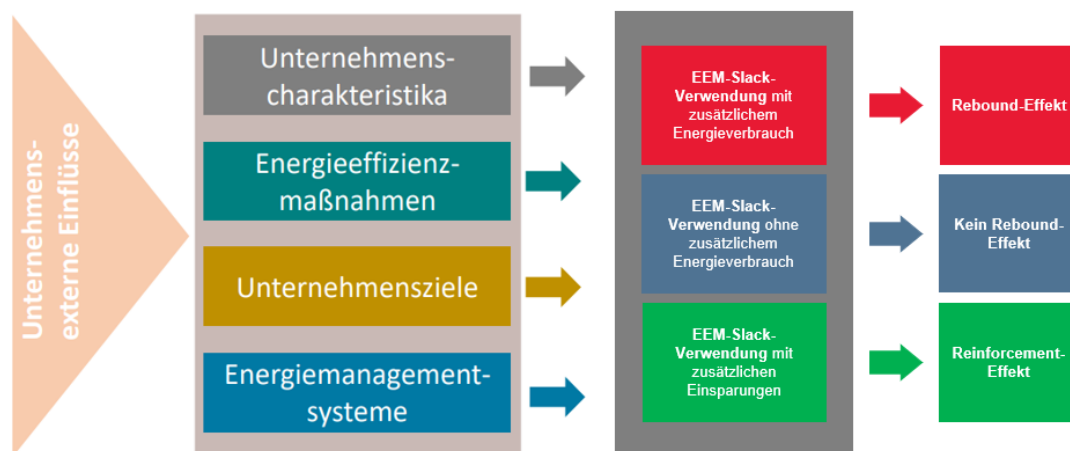 Unternehmens-
externe Einflüsse
Unternehmens-
charakteristika
Energieeffizienz-
maßnahmen
Unternehmensziele
Energiemanagement-
systeme
EEM-Slack-
Verwendung mit
zusätzlichem
Energieverbrauch
EEM-Slack-
Verwendung ohne
zusätzlichem
Energieverbrauch
EEM-Slack-
Verwendung mit
zusätzlichen
Einsparungen
Rebound-Effekt
Kein Rebound-
Effekt
Reinforcement-
Effekt